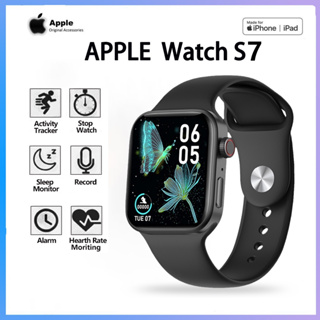 Apple
Original Accessories
Made for
iPhone | iPad
APPLE Watch S7
Activity
Tracker
Stop
Watch
Sleep
Monitor
Record
Alarm
Hearth Rate
Moriting
06
05
00000
TUE 07